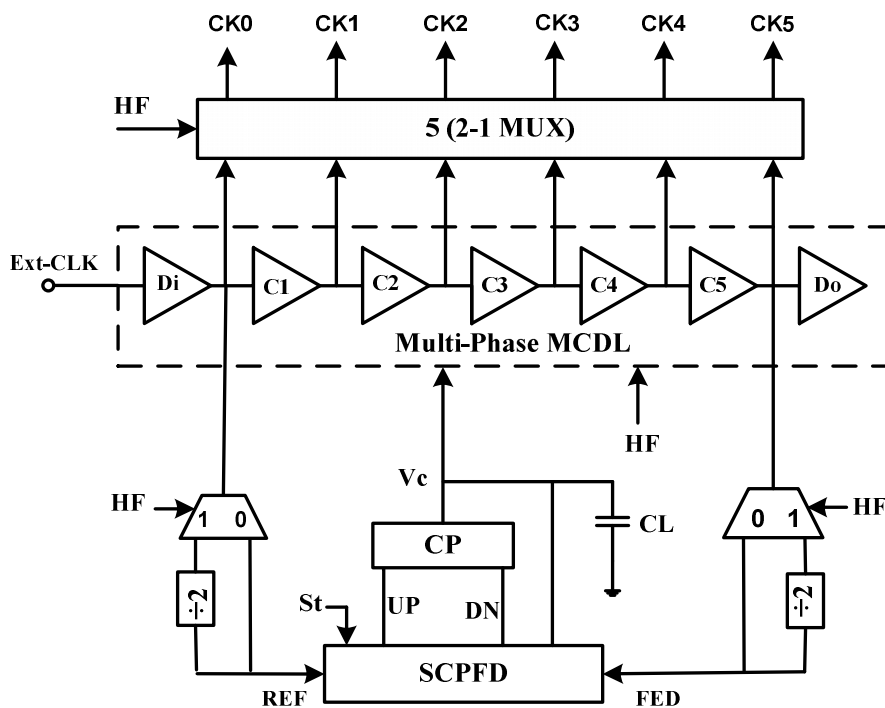 CK0 CK1 CK2 CK3 CK4 CK5
HF
5 (2-1 MUX)
Ext-CLK
Di C1 C2 C3 C4 C5 Do
Multi-Phase MCDL
HF
Vc
HF
1 0
CP
CL
0 1
HF
÷2
St
UP
DN
÷2
SCPFD
REF
FED